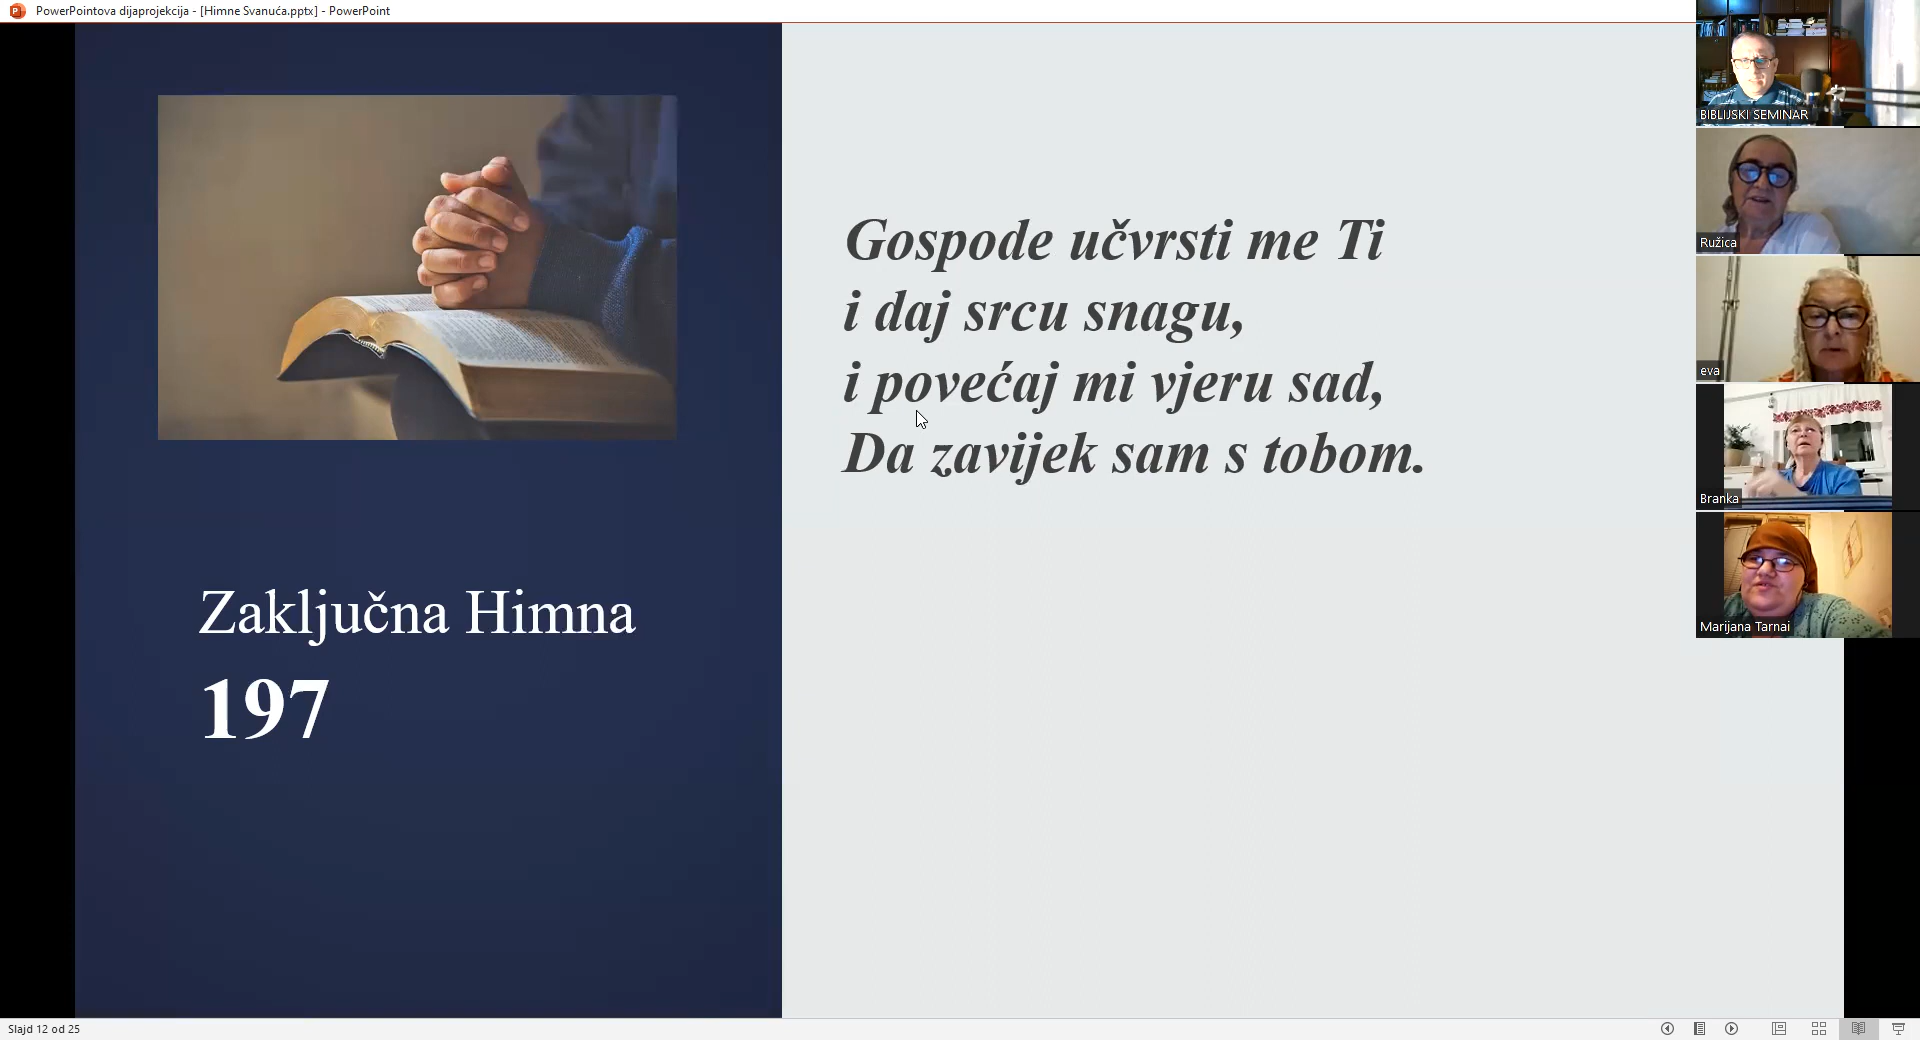 PowerPointova dijaprojekcija - [Himne Svanuća.pptx] - PowerPoint
Gospode učvrsti me Ti
i daj srcu snagu,
i povećaj mi vjeru sad,
Da zavijek sam s tobom.
Zaključna Himna
197
BIBLIJSKI SEMINAR
Ružica
eva
Branka
Marijana Tarnai
Slajd 12 od 25